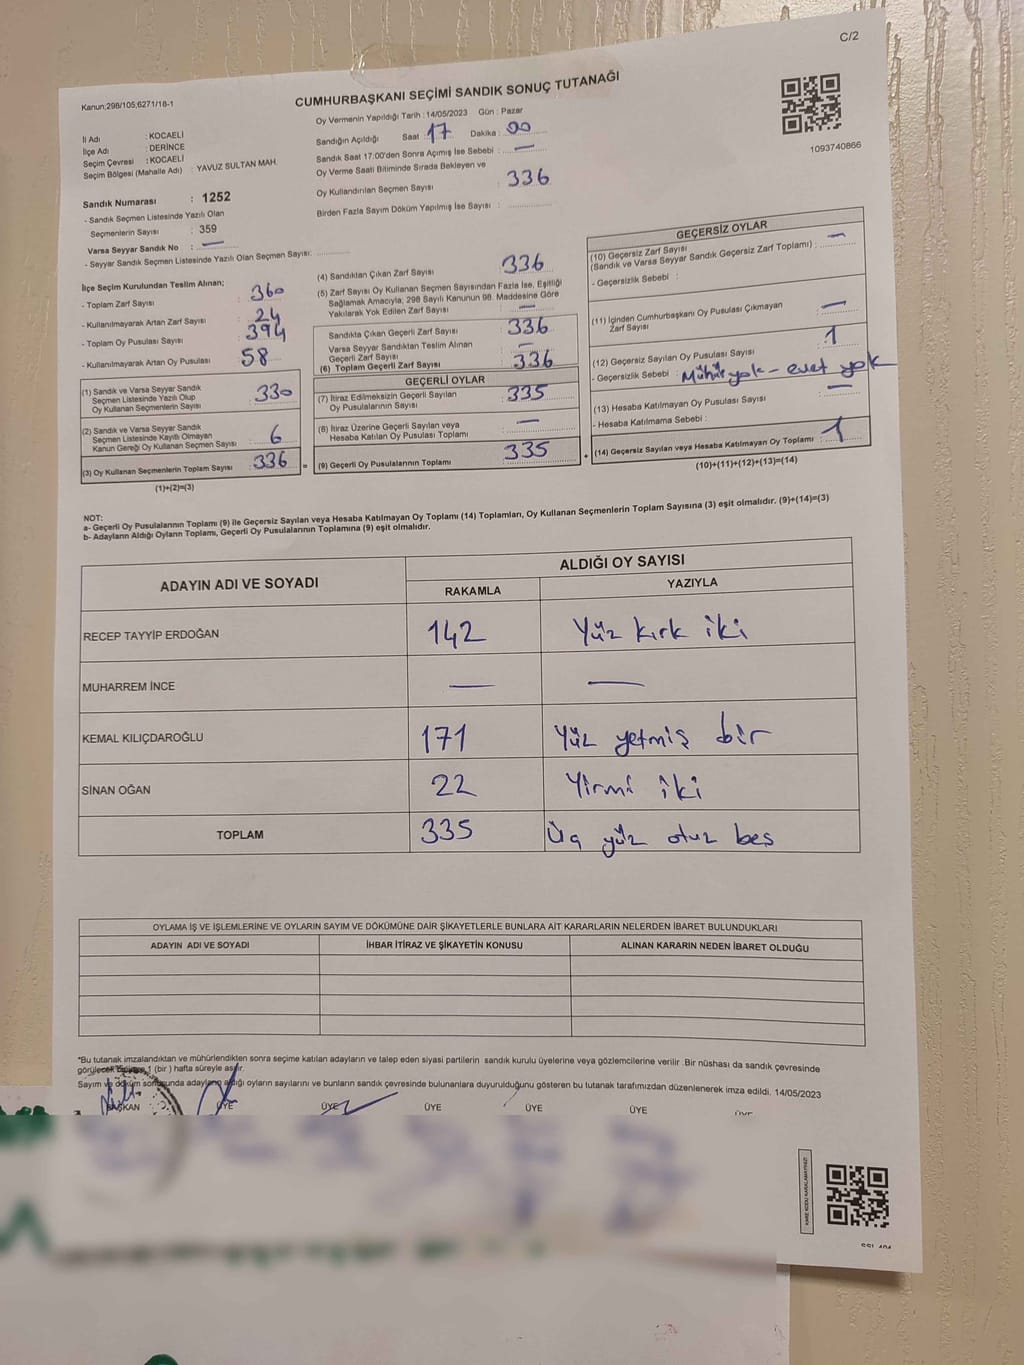 C/2
Kanun;298/105,6271/18-1
CUMHURBAŞKANI SEÇİMİ SANDIK SONUÇ TUTANAĞI
Oy Vermenin Yapıldığı Tarih : 14/05/2023 Gün : Pazar
Sandığın Açıldığı Saat 17 Dakika : 00
Sandık Saat 17:00'den Sonra Açımış İse Sebebi : —
Oy Verme Saati Bitiminde Sırada Bekleyen ve
Oy Kullandırılan Seçmen Sayısı : 336
Birden Fazla Sayım Döküm Yapılmış İse Sayısı :
1093740866
İl Adı : KOCAELİ
İlçe Adı : DERİNCE
Seçim Çevresi : KOCAELİ
Seçim Bölgesi (Mahalle Adı) : YAVUZ SULTAN MAH.
Sandık Numarası : 1252
- Sandık Seçmen Listesinde Yazılı Olan
Seçmenlerin Sayısı : 359
Varsa Seyyar Sandık No : —
- Seyyar Sandık Seçmen Listesinde Yazılı Olan Seçmen Sayısı:
İlçe Seçim Kurulundan Teslim Alınan;
- Toplam Zarf Sayısı : 360
- Kullanılmayarak Artan Zarf Sayısı : 24
- Toplam Oy Pusulası Sayısı : 394
- Kullanılmayarak Artan Oy Pusulası 58
(1) Sandık ve Varsa Seyyar Sandık
Seçmen Listesinde Yazılı Olup
Oy Kullanan Seçmenlerin Sayısı : 330
(2) Sandık ve Varsa Seyyar Sandık
Seçmen Listesinde Kayıtlı Olmayan
Kanun Gereği Oy Kullanan Seçmen Sayısı : 6
(3) Oy Kullanan Seçmenlerin Toplam Sayısı : 336
(1)+(2)=(3)
(4) Sandıktan Çıkan Zarf Sayısı : 336
(5) Zarf Sayısı Oy Kullanan Seçmen Sayısından Fazla İse, Eşitliği
Sağlamak Amacıyla; 298 Sayılı Kanunun 98. Maddesine Göre
Yakılarak Yok Edilen Zarf Sayısı : —
Sandıkta Çıkan Geçerli Zarf Sayısı : 336
Varsa Seyyar Sandıktan Teslim Alınan
Geçerli Zarf Sayısı : —
(6) Toplam Geçerli Zarf Sayısı : 336
GEÇERLİ OYLAR
(7) İtiraz Edilmeksizin Geçerli Sayılan
Oy Pusulalarının Sayısı : 335
(8) İtiraz Üzerine Geçerli Sayılan veya
Hesaba Katılan Oy Pusulası Toplamı : —
(9) Geçerli Oy Pusulalarının Toplamı : 335
GEÇERSİZ OYLAR
(10) Geçersiz Zarf Sayısı
(Sandık ve Varsa Seyyar Sandık Geçersiz Zarf Toplamı) : —
- Geçersizlik Sebebi :
(11) İçinden Cumhurbaşkanı Oy Pusulası Çıkmayan
Zarf Sayısı —
(12) Geçersiz Sayılan Oy Pusulası Sayısı : 1
- Geçersizlik Sebebi : Mühür yok - evet yok
(13) Hesaba Katılmayan Oy Pusulası Sayısı : —
- Hesaba Katılmama Sebebi :
(14) Geçersiz Sayılan veya Hesaba Katılmayan Oy Toplamı : 1
(10)+(11)+(12)+(13)=(14)
NOT:
a- Geçerli Oy Pusulalarının Toplamı (9) ile Geçersiz Sayılan veya Hesaba Katılmayan Oy Toplamı (14) Toplamları, Oy Kullanan Seçmenlerin Toplam Sayısına (3) eşit olmalıdır. (9)+(14)=(3)
b- Adayların Aldığı Oyların Toplamı, Geçerli Oy Pusulalarının Toplamına (9) eşit olmalıdır.
ADAYIN ADI VE SOYADI ALDIĞI OY SAYISI
RAKAMLA YAZIYLA
RECEP TAYYİP ERDOĞAN 142 Yüz kırk iki
MUHARREM İNCE — —
KEMAL KILIÇDAROĞLU 171 Yüz yetmiş bir
SİNAN OĞAN 22 Yirmi iki
TOPLAM 335 Üç yüz otuz beş
OYLAMA İŞ VE İŞLEMLERİNE VE OYLARIN SAYIM VE DÖKÜMÜNE DAİR ŞİKAYETLERLE BUNLARA AİT KARARLARIN NELERDEN İBARET BULUNDUKLARI
ADAYIN ADI VE SOYADI İHBAR İTİRAZ VE ŞİKAYETİN KONUSU ALINAN KARARIN NEDEN İBARET OLDUĞU
*Bu tutanak imzalandıktan ve mühürlendikten sonra seçime katılan adayların ve talep eden siyasi partilerin sandık kurulu üyelerine veya gözlemcilerine verilir .Bir nüshası da sandık çevresinde
görülecek 1 (bir ) hafta süreyle asılır.
Sayım ve döküm sonucunda adayların aldığı oyların sayılarını ve bunların sandık çevresinde bulunanlara duyurulduğunu gösteren bu tutanak tarafımızdan düzenlenerek imza edildi. 14/05/2023
BAŞKAN ÜYE ÜYE ÜYE ÜYE ÜYE ÜYE